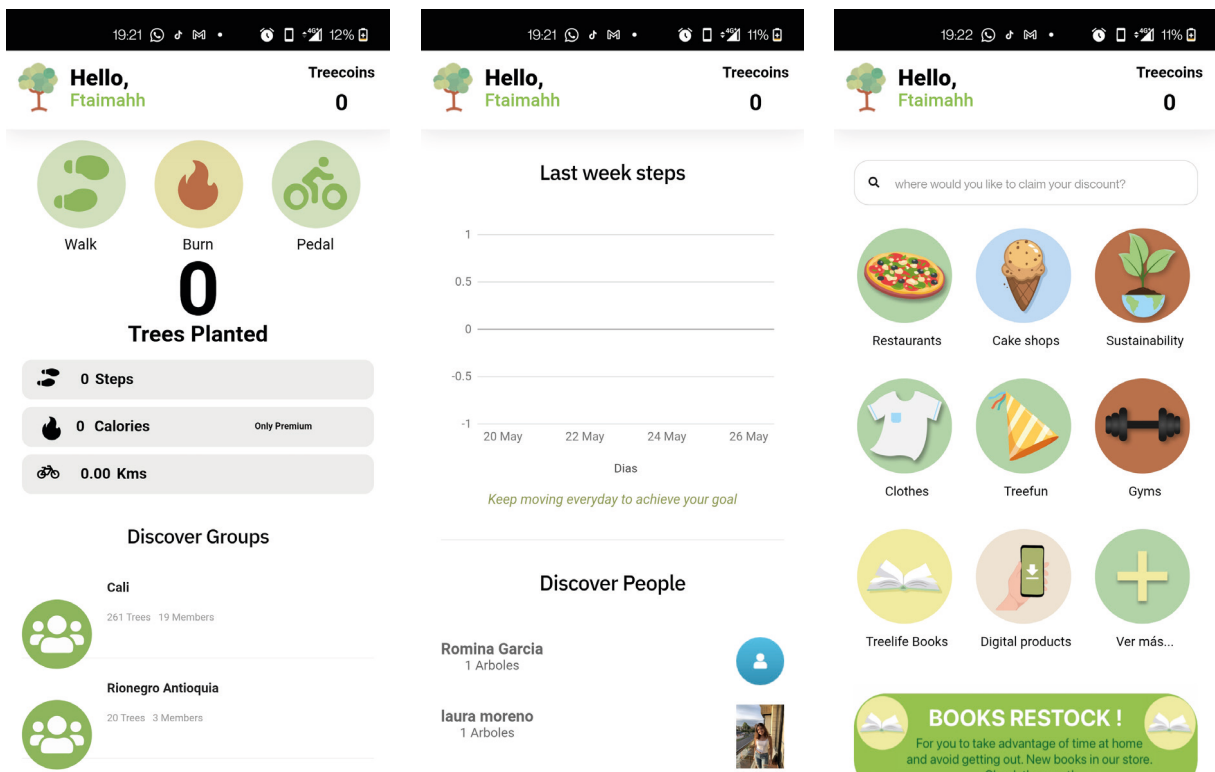 19:21 12%
Hello,
Ftaimahh
Treecoins
0
Walk Burn Pedal
0
Trees Planted
0 Steps
0 Calories Only Premium
0.00 Kms
Discover Groups
Cali
261 Trees 19 Members
Rionegro Antioquia
20 Trees 3 Members
19:21 4G 11%
Hello,
Ftaimahh
Treecoins
0
Last week steps
1
0.5
0
-0.5
-1
20 May 22 May 24 May 26 May
Dias
Keep moving everyday to achieve your goal
Discover People
Romina Garcia
1 Arboles
laura moreno
1 Arboles
19:22 4G 11%
Hello,
Ftaimahh
Treecoins
0
where would you like to claim your discount?
Restaurants Cake shops Sustainability
Clothes Treefun Gyms
Treelife Books Digital products Ver más...
BOOKS RESTOCK !
For you to take advantage of time at home
and avoid getting out. New books in our store.